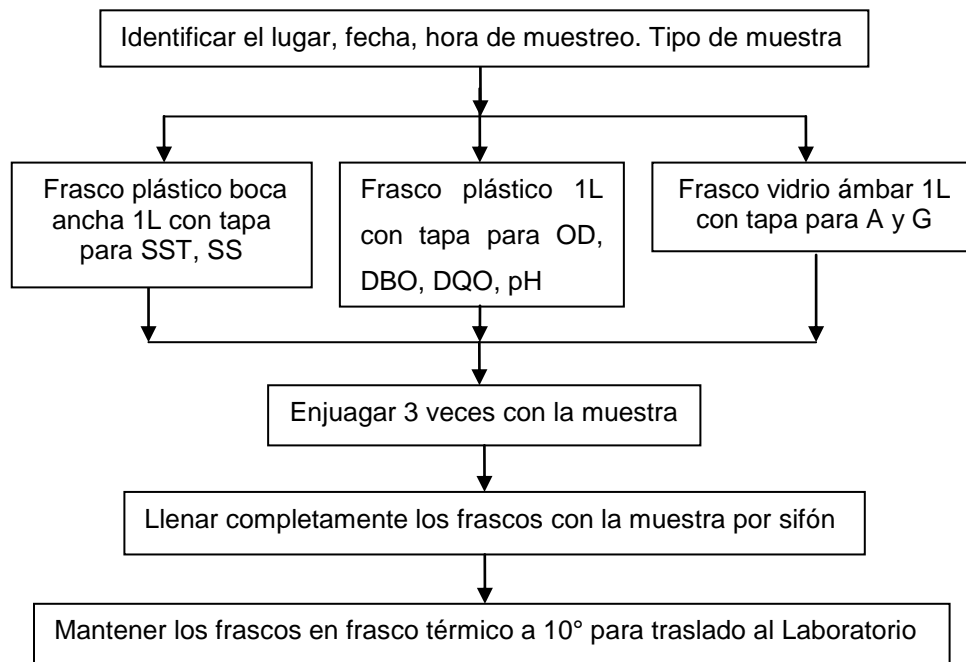 Identificar el lugar, fecha, hora de muestreo. Tipo de muestra
Frasco plástico boca
ancha 1L con tapa
para SST, SS
Frasco plástico 1L
con tapa para OD,
DBO, DQO, pH
Frasco vidrio ámbar 1L
con tapa para A y G
Enjuagar 3 veces con la muestra
Llenar completamente los frascos con la muestra por sifón
Mantener los frascos en frasco térmico a 10° para traslado al Laboratorio